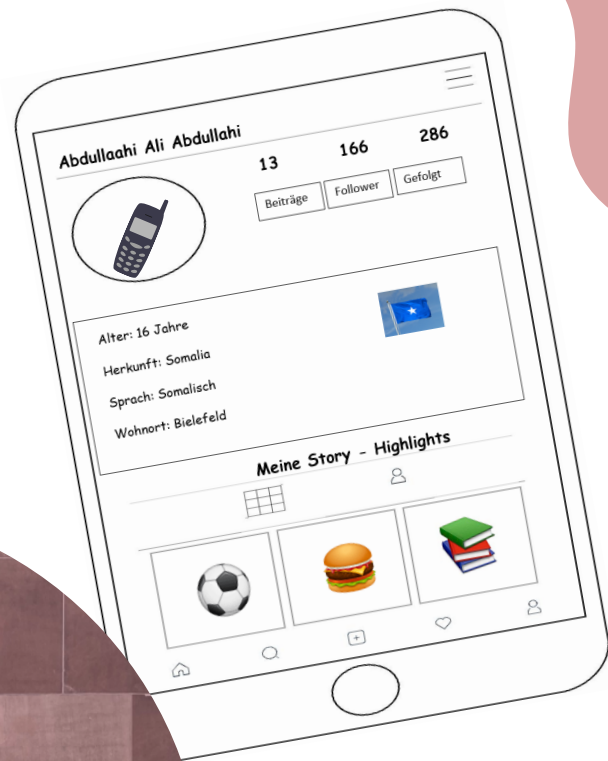 Abdullaahi Ali Abdullahi
13 166 286
Beiträge Follower Gefolgt
Alter: 16 Jahre
Herkunft: Somalia
Sprach: Somalisch
Wohnort: Bielefeld
Meine Story - Highlights